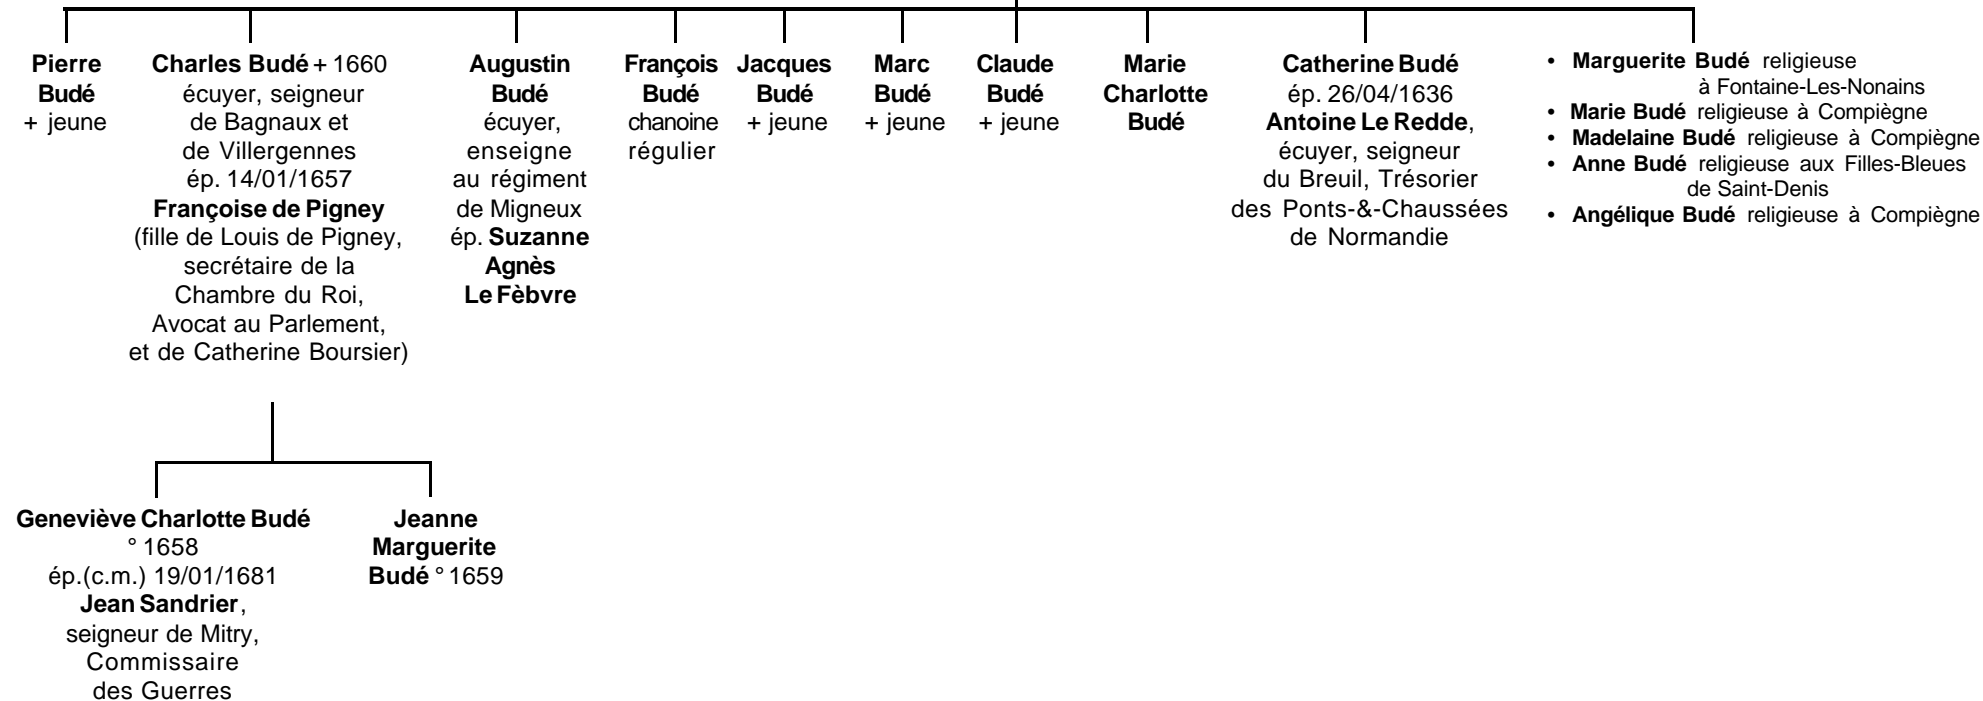 Pierre
Budé
+ jeune
Charles Budé + 1660
écuyer, seigneur
de Bagnaux et
de Villergennes
ép. 14/01/1657
Françoise de Pigney
(fille de Louis de Pigney,
secrétaire de la
Chambre du Roi,
Avocat au Parlement,
et de Catherine Boursier)
Augustin
Budé
écuyer,
enseigne
au régiment
de Migneux
ép. Suzanne
Agnès
Le Fèbvre
François
Budé
chanoine
régulier
Jacques
Budé
+ jeune
Marc
Budé
+ jeune
Claude
Budé
+ jeune
Marie
Charlotte
Budé
Catherine Budé
ép. 26/04/1636
Antoine Le Redde,
écuyer, seigneur
du Breuil, Trésorier
des Ponts-&-Chaussées
de Normandie
• Marguerite Budé religieuse
à Fontaine-Les-Nonains
• Marie Budé religieuse à Compiègne
• Madelaine Budé religieuse à Compiègne
• Anne Budé religieuse aux Filles-Bleues
de Saint-Denis
• Angélique Budé religieuse à Compiègne
Geneviève Charlotte Budé
° 1658
ép.(c.m.) 19/01/1681
Jean Sandrier,
seigneur de Mitry,
Commissaire
des Guerres
Jeanne
Marguerite
Budé ° 1659